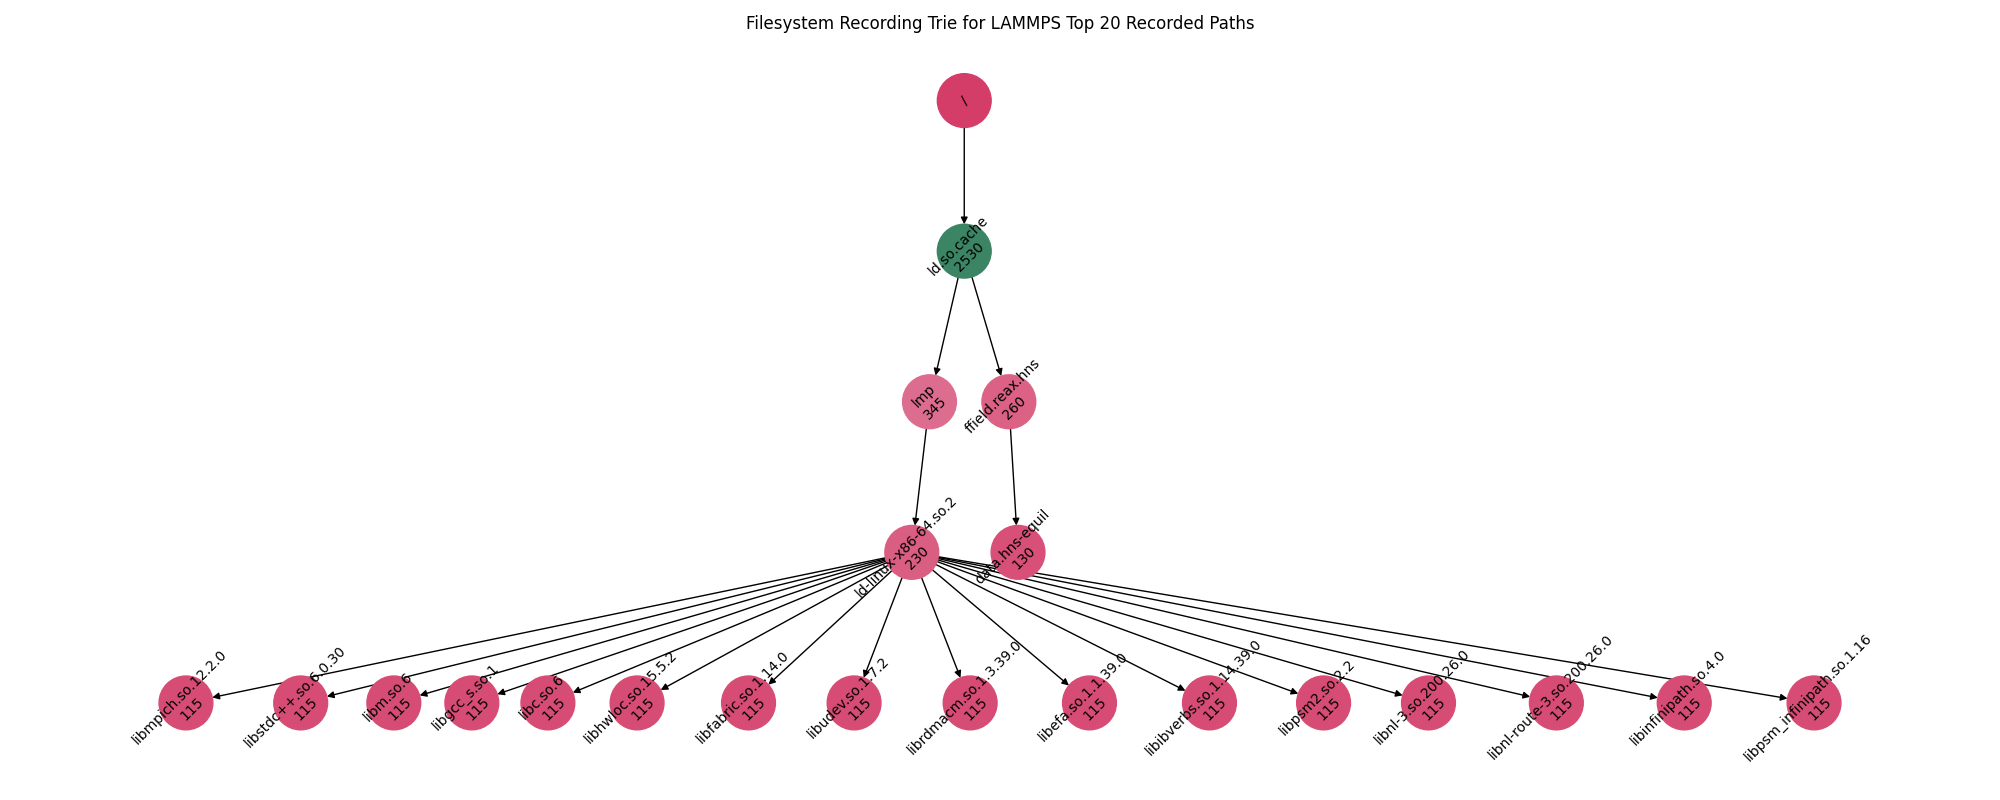 Filesystem Recording Trie for LAMMPS Top 20 Recorded Paths
/
ld.so.cache
2530
lmp
345
ffield.reax.hns
260
ld-linux-x86-64.so.2
230
data.hns-equil
130
libmpich.so.12.2.0
115
libstdc++.so.6.0.30
115
libm.so.6
115
libgcc_s.so.1
115
libc.so.6
115
libhwloc.so.15.5.2
115
libfabric.so.1.14.0
115
libudev.so.1.7.2
115
librdmacm.so.1.3.39.0
115
libefa.so.1.1.39.0
115
libibverbs.so.1.14.39.0
115
libpsm2.so.2.2
115
libnl-3.so.200.26.0
115
libnl-route-3.so.200.26.0
115
libinfinipath.so.4.0
115
libpsm_infinipath.so.1.16
115